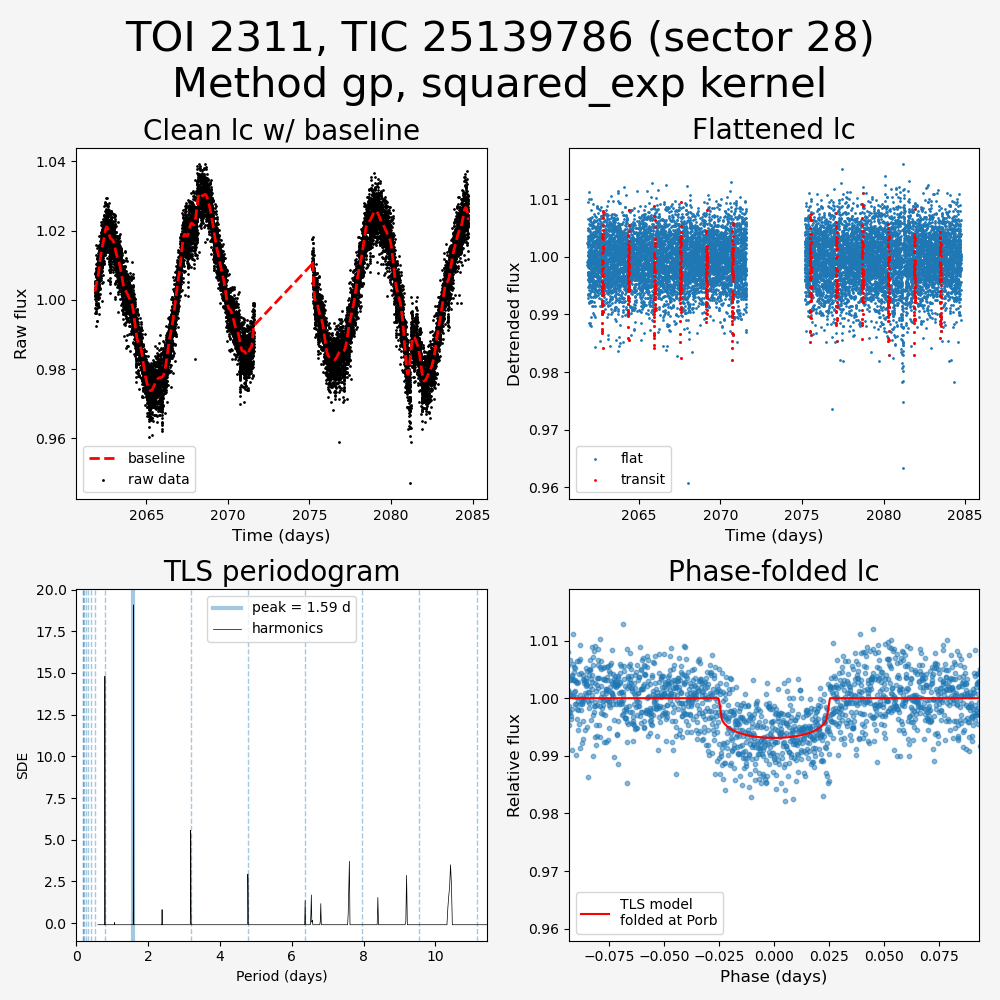 TOI 2311, TIC 25139786 (sector 28)
Method gp, squared_exp kernel
Clean lc w/ baseline
Raw flux
1.04
1.02
1.00
0.98
0.96
baseline
raw data
2065
2070
2075
2080
2085
Time (days)
Flattened lc
Detrended flux
1.01
1.00
0.99
0.98
0.97
0.96
flat
transit
2065
2070
2075
2080
2085
Time (days)
TLS periodogram
SDE
20.0
17.5
15.0
12.5
10.0
7.5
5.0
2.5
0.0
peak = 1.59 d
harmonics
0
2
4
6
8
10
Period (days)
Phase-folded lc
Relative flux
1.01
1.00
0.99
0.98
0.97
0.96
TLS model
folded at Porb
−0.075
−0.050
−0.025
0.000
0.025
0.050
0.075
Phase (days)